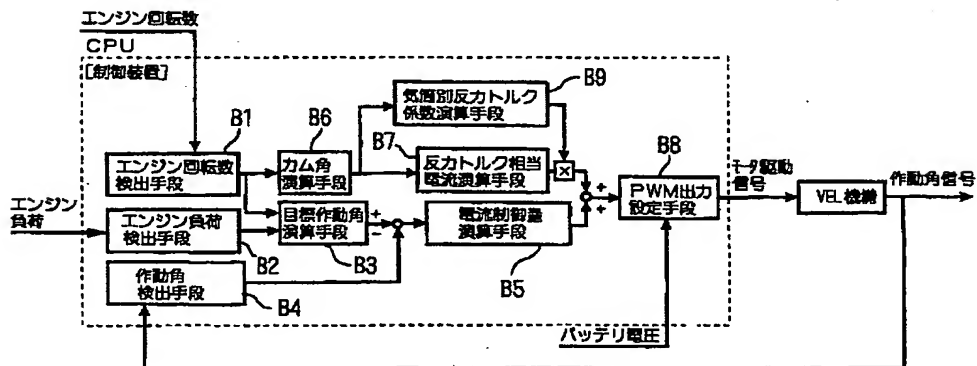 エンジン回転数
CPU
[制御装置]
B9
気筒別反力トルク
係数演算手段
B1
B6
B7
B8
エンジン回転数
検出手段
カム角
演算手段
反力トルク相当
電流演算手段
×
PWM出力
設定手段
モータ駆動
信号
作動角信号
VEL機構
エンジン
負荷
エンジン負荷
検出手段
目標作動角
演算手段
+
−
電流制御量
演算手段
+
+
B2
B3
B5
作動角
検出手段
B4
バッテリ電圧